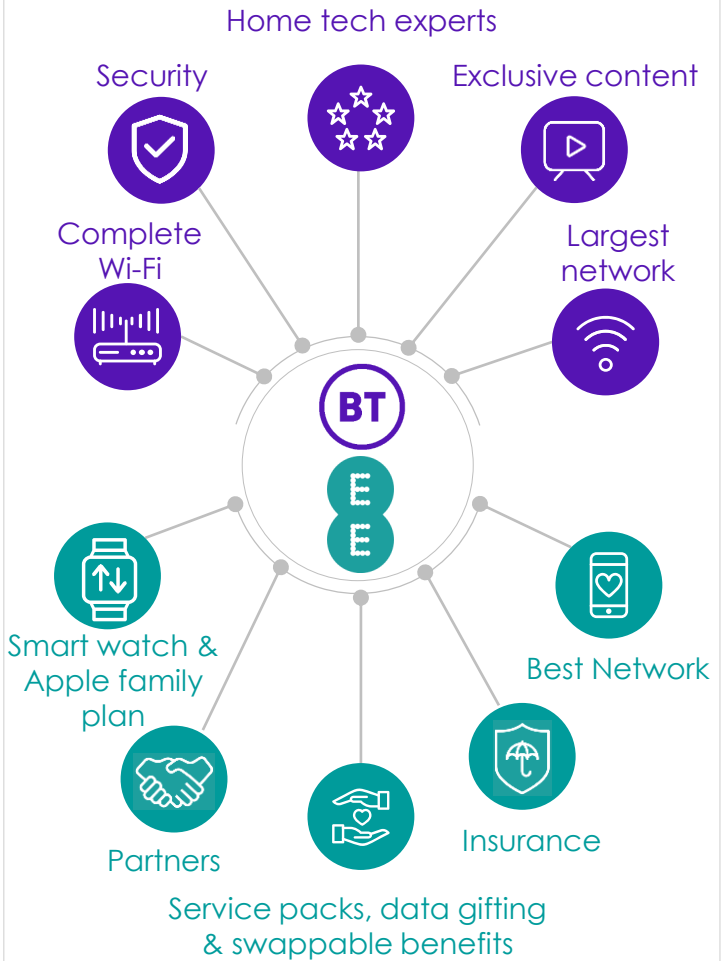 Home tech experts
Security
Exclusive content
Complete
Wi-Fi
Largest
network
BT
E
E
Smart watch &
Apple family
plan
Best Network
Partners
Insurance
Service packs, data gifting
& swappable benefits